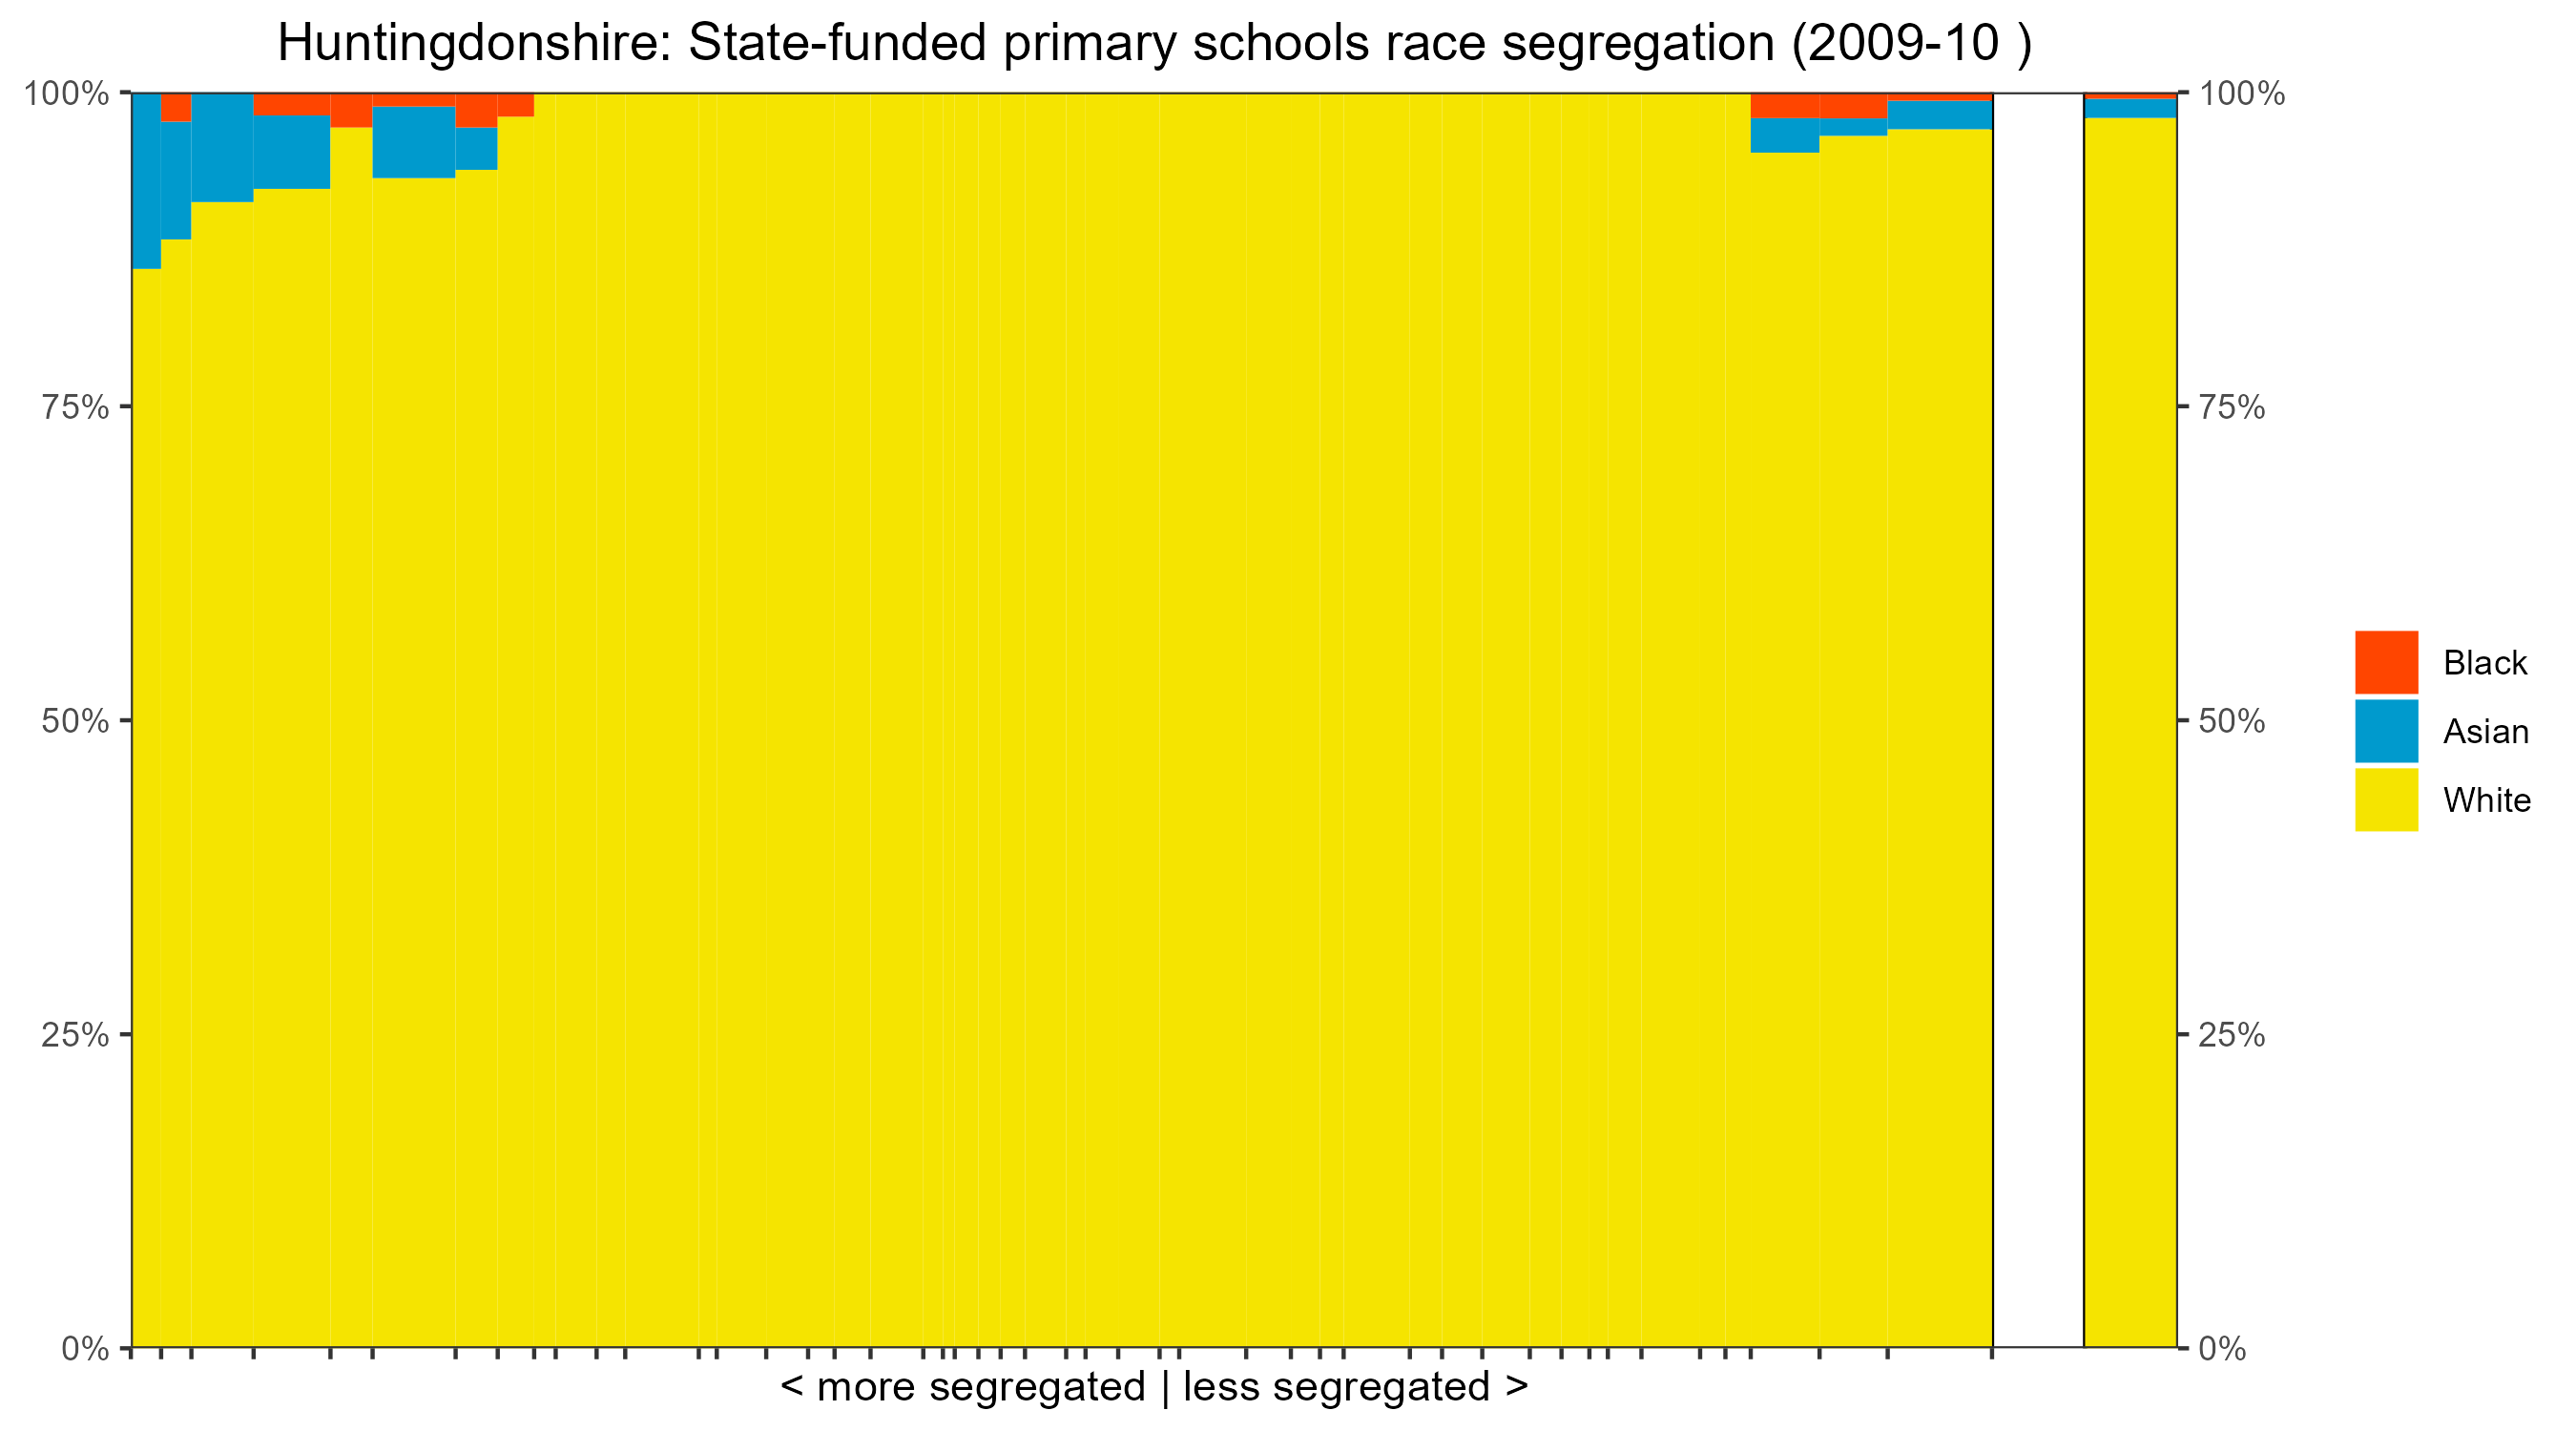 Huntingdonshire: State-funded primary schools race segregation (2009-10 )
100%
75%
50%
25%
0%
100%
75%
50%
25%
0%
Black
Asian
White
< more segregated | less segregated >